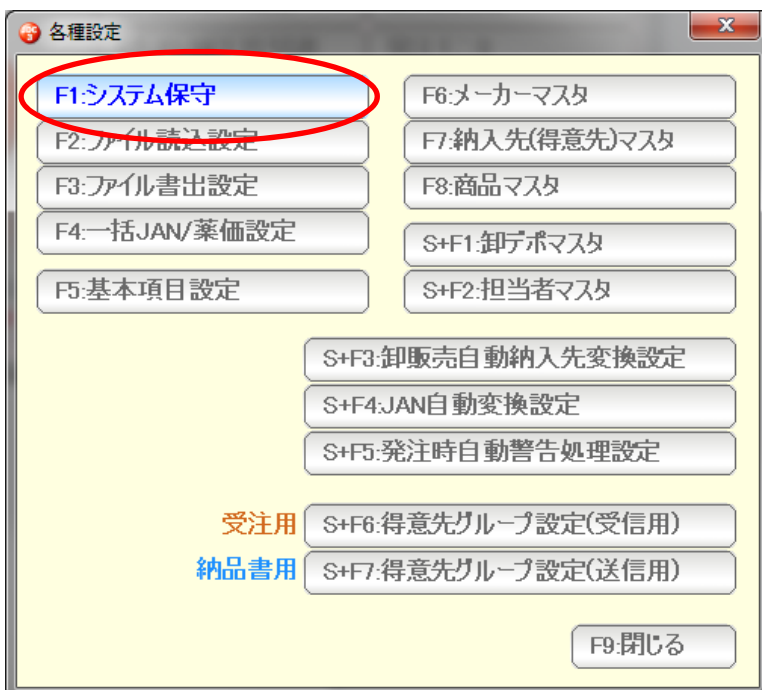 各種設定
F1:システム保守
F2:ファイル読込設定
F3:ファイル書出設定
F4:一括JAN/薬価設定
F5:基本項目設定
F6:メーカーマスタ
F7:納入先(得意先)マスタ
F8:商品マスタ
S+F1:卸デポマスタ
S+F2:担当者マスタ
S+F3:卸販売自動納入先変換設定
S+F4:JAN自動変換設定
S+F5:発注時自動警告処理設定
受注用 S+F6:得意先グループ設定(受信用)
納品書用 S+F7:得意先グループ設定(送信用)
F9:閉じる